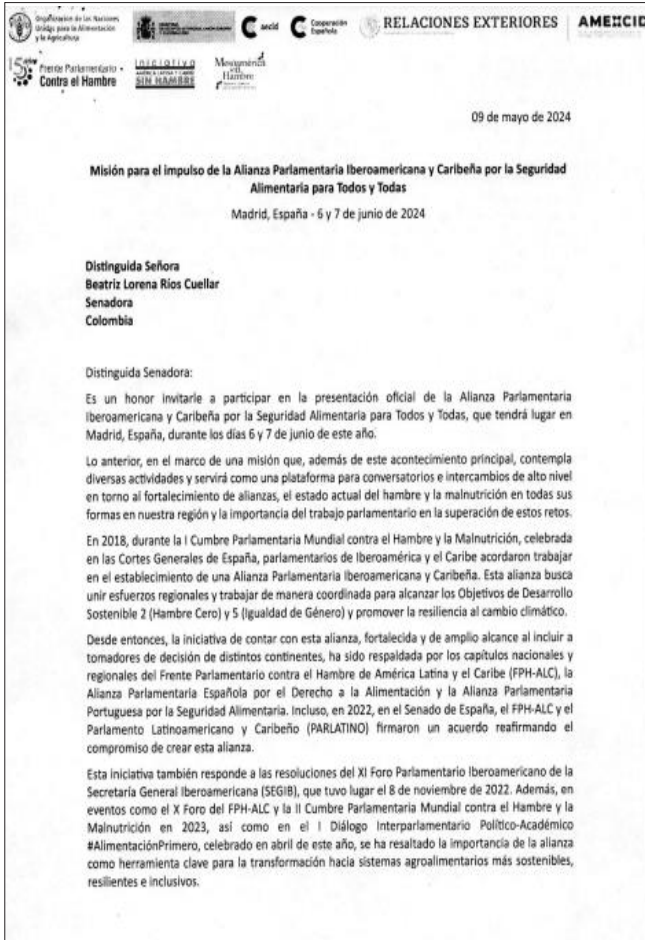 Organización de las Naciones
Unidas para la Alimentación
y la Agricultura
aecid
Cooperación
Española
RELACIONES EXTERIORES
AMEXCID
15 años
Frente Parlamentario
Contra el Hambre
Iniciativa
AMÉRICA LATINA Y CARIBE
SIN HAMBRE
Mesoamérica
sin
Hambre
09 de mayo de 2024
Misión para el impulso de la Alianza Parlamentaria Iberoamericana y Caribeña por la Seguridad
Alimentaria para Todos y Todas
Madrid, España - 6 y 7 de junio de 2024
Distinguida Señora
Beatriz Lorena Ríos Cuellar
Senadora
Colombia
Distinguida Senadora:
Es un honor invitarle a participar en la presentación oficial de la Alianza Parlamentaria
Iberoamericana y Caribeña por la Seguridad Alimentaria para Todos y Todas, que tendrá lugar en
Madrid, España, durante los días 6 y 7 de junio de este año.
Lo anterior, en el marco de una misión que, además de este acontecimiento principal, contempla
diversas actividades y servirá como una plataforma para conversatorios e intercambios de alto nivel
en torno al fortalecimiento de alianzas, el estado actual del hambre y la malnutrición en todas sus
formas en nuestra región y la importancia del trabajo parlamentario en la superación de estos retos.
En 2018, durante la I Cumbre Parlamentaria Mundial contra el Hambre y la Malnutrición, celebrada
en las Cortes Generales de España, parlamentarios de Iberoamérica y el Caribe acordaron trabajar
en el establecimiento de una Alianza Parlamentaria Iberoamericana y Caribeña. Esta alianza busca
unir esfuerzos regionales y trabajar de manera coordinada para alcanzar los Objetivos de Desarrollo
Sostenible 2 (Hambre Cero) y 5 (Igualdad de Género) y promover la resiliencia al cambio climático.
Desde entonces, la iniciativa de contar con esta alianza, fortalecida y de amplio alcance al incluir a
tomadores de decisión de distintos continentes, ha sido respaldada por los capítulos nacionales y
regionales del Frente Parlamentario contra el Hambre de América Latina y el Caribe (FPH-ALC), la
Alianza Parlamentaria Española por el Derecho a la Alimentación y la Alianza Parlamentaria
Portuguesa por la Seguridad Alimentaria. Incluso, en 2022, en el Senado de España, el FPH-ALC y el
Parlamento Latinoamericano y Caribeño (PARLATINO) firmaron un acuerdo reafirmando el
compromiso de crear esta alianza.
Esta iniciativa también responde a las resoluciones del XI Foro Parlamentario Iberoamericano de la
Secretaría General Iberoamericana (SEGIB), que tuvo lugar el 8 de noviembre de 2022. Además, en
eventos como el X Foro del FPH-ALC y la II Cumbre Parlamentaria Mundial contra el Hambre y la
Malnutrición en 2023, así como en el I Diálogo Interparlamentario Político-Académico
#AlimentaciónPrimero, celebrado en abril de este año, se ha resaltado la importancia de la alianza
como herramienta clave para la transformación hacia sistemas agroalimentarios más sostenibles,
resilientes e inclusivos.